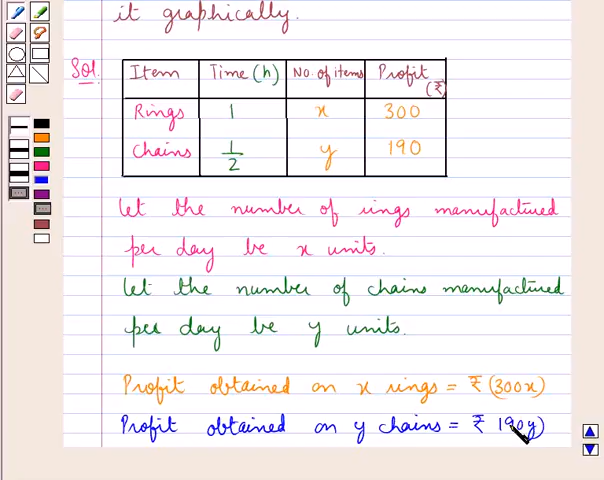 it graphically.
Sol.
Item Time (h) No. of items Profit (₹)
Rings 1 x 300
Chains 1/2 y 190
Let the number of rings manufactured
per day be x units.
Let the number of chains manufactured
per day be y units.
Profit obtained on x rings = ₹ (300x)
Profit obtained on y chains = ₹ 190y)